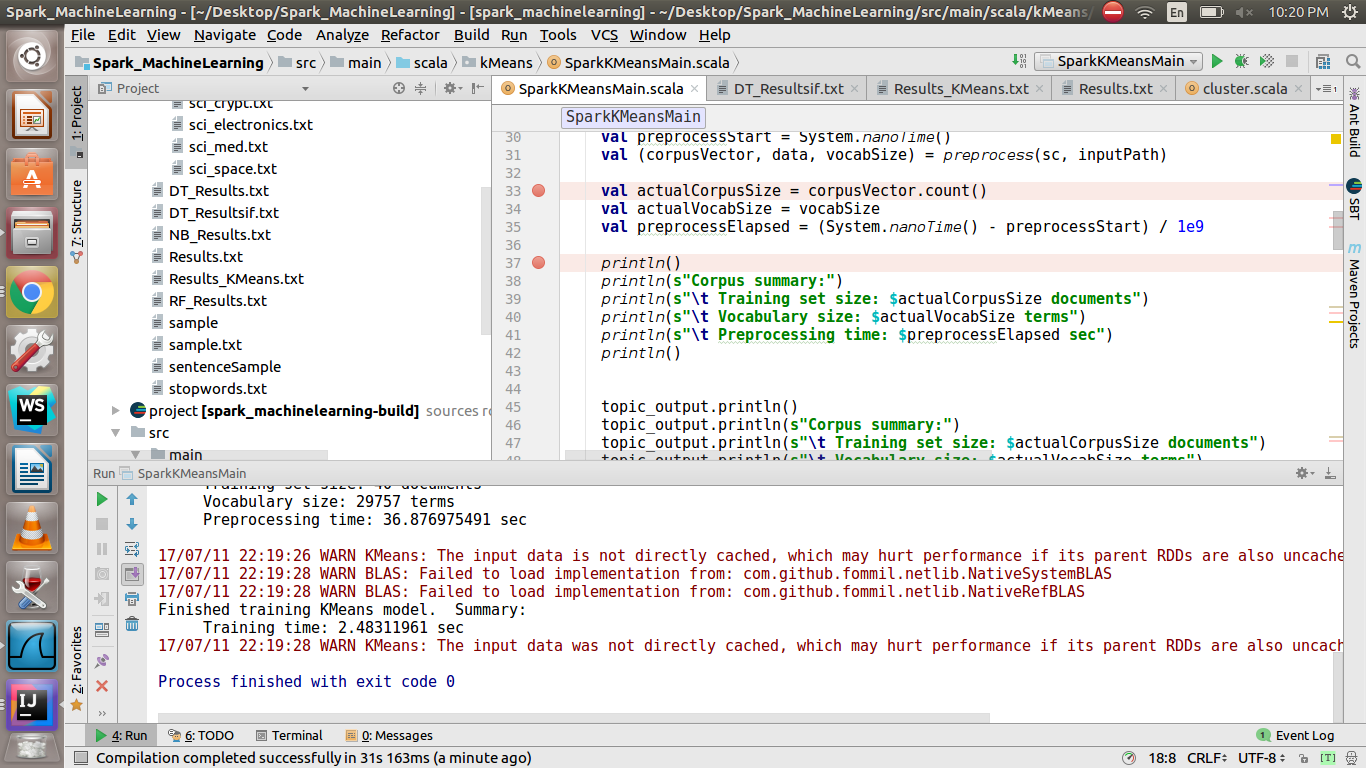 Spark_MachineLearning - [~/Desktop/Spark_MachineLearning] - [spark_machinelearning] - ~/Desktop/Spark_MachineLearning/src/main/scala/kMeans/
En
10:20 PM
File Edit View Navigate Code Analyze Refactor Build Run Tools VCS Window Help
Spark_MachineLearning src main scala kMeans SparkKMeansMain.scala
SparkKMeansMain
Project
SparkKMeansMain.scala DT_Resultsif.txt Results_KMeans.txt Results.txt cluster.scala
1: Project
7: Structure
2: Favorites
sci_crypt.txt
sci_electronics.txt
sci_med.txt
sci_space.txt
DT_Results.txt
DT_Resultsif.txt
NB_Results.txt
Results.txt
Results_KMeans.txt
RF_Results.txt
sample
sample.txt
sentenceSample
stopwords.txt
project [spark_machinelearning-build] sources ro
src
main
SparkKMeansMain
30 val preprocessStart = System.nanoTime()
31 val (corpusVector, data, vocabSize) = preprocess(sc, inputPath)
32
33 val actualCorpusSize = corpusVector.count()
34 val actualVocabSize = vocabSize
35 val preprocessElapsed = (System.nanoTime() - preprocessStart) / 1e9
36
37 println()
38 println(s"Corpus summary:")
39 println(s"\t Training set size: $actualCorpusSize documents")
40 println(s"\t Vocabulary size: $actualVocabSize terms")
41 println(s"\t Preprocessing time: $preprocessElapsed sec")
42 println()
43
44
45 topic_output.println()
46 topic_output.println(s"Corpus summary:")
47 topic_output.println(s"\t Training set size: $actualCorpusSize documents")
48 topic_output.println(s"\t Vocabulary size: $actualVocabSize terms")
Ant Build
SBT
Maven Projects
Run SparkKMeansMain
Training set size: 40 documents
Vocabulary size: 29757 terms
Preprocessing time: 36.876975491 sec
17/07/11 22:19:26 WARN KMeans: The input data is not directly cached, which may hurt performance if its parent RDDs are also uncache
17/07/11 22:19:28 WARN BLAS: Failed to load implementation from: com.github.fommil.netlib.NativeSystemBLAS
17/07/11 22:19:28 WARN BLAS: Failed to load implementation from: com.github.fommil.netlib.NativeRefBLAS
Finished training KMeans model. Summary:
Training time: 2.48311961 sec
17/07/11 22:19:28 WARN KMeans: The input data was not directly cached, which may hurt performance if its parent RDDs are also uncach
Process finished with exit code 0
WS
IJ
4: Run 6: TODO Terminal 0: Messages
1 Event Log
Compilation completed successfully in 31s 163ms (a minute ago)
18:8 CRLF UTF-8 [T]